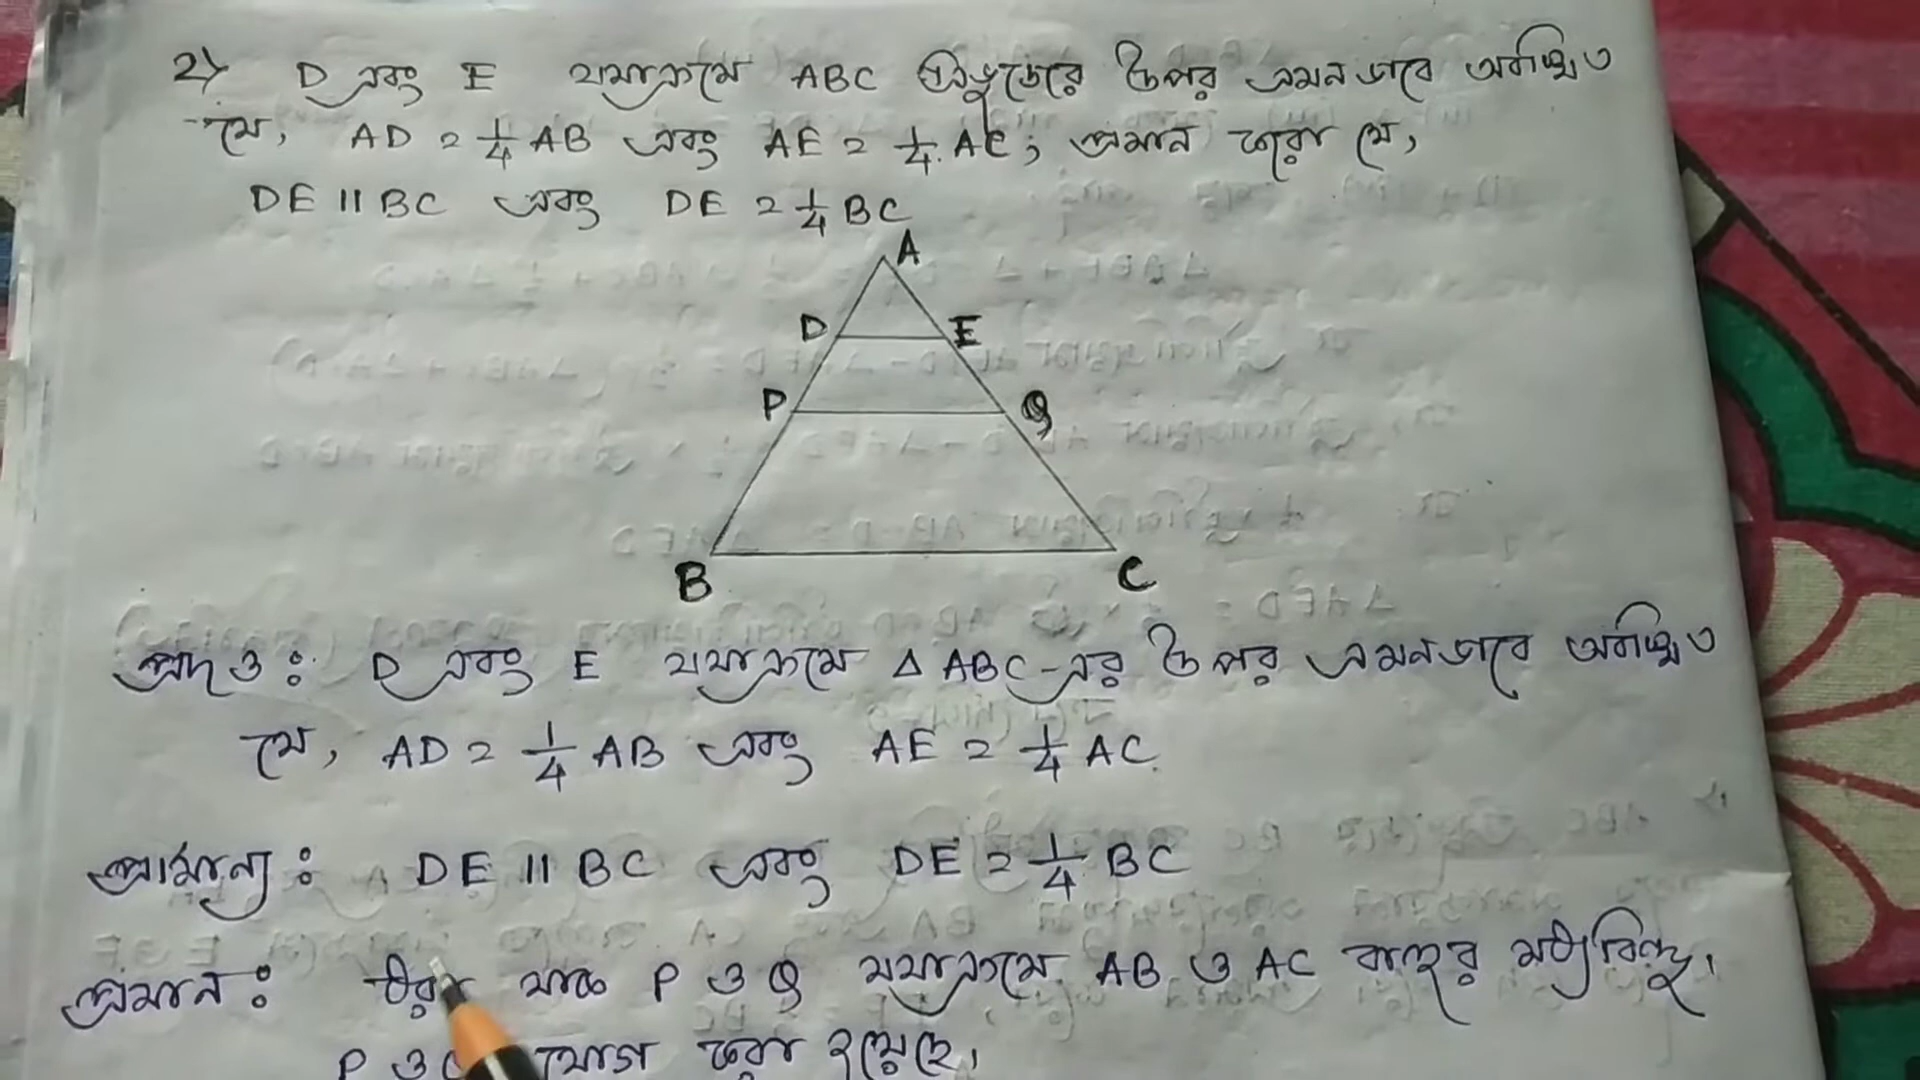 2) D এবং E যথাক্রমে ABC ত্রিভুজের উপর এমনভাবে অবস্থিত
যে, AD = 1/4 AB এবং AE = 1/4. AC; প্রমান করো যে,
DE || BC এবং DE = 1/4 BC
A
D E
P Q
B C
প্রদত্ত : D এবং E যথাক্রমে Δ ABC-এর উপর এমনভাবে অবস্থিত
যে, AD = 1/4 AB এবং AE = 1/4 AC.
প্রামান্য : DE || BC এবং DE = 1/4 BC
প্রমান : ধরা যাক P ও Q যথাক্রমে AB ও AC বাহুর মধ্যবিন্দু।
P ও যোগ করা হয়েছে।